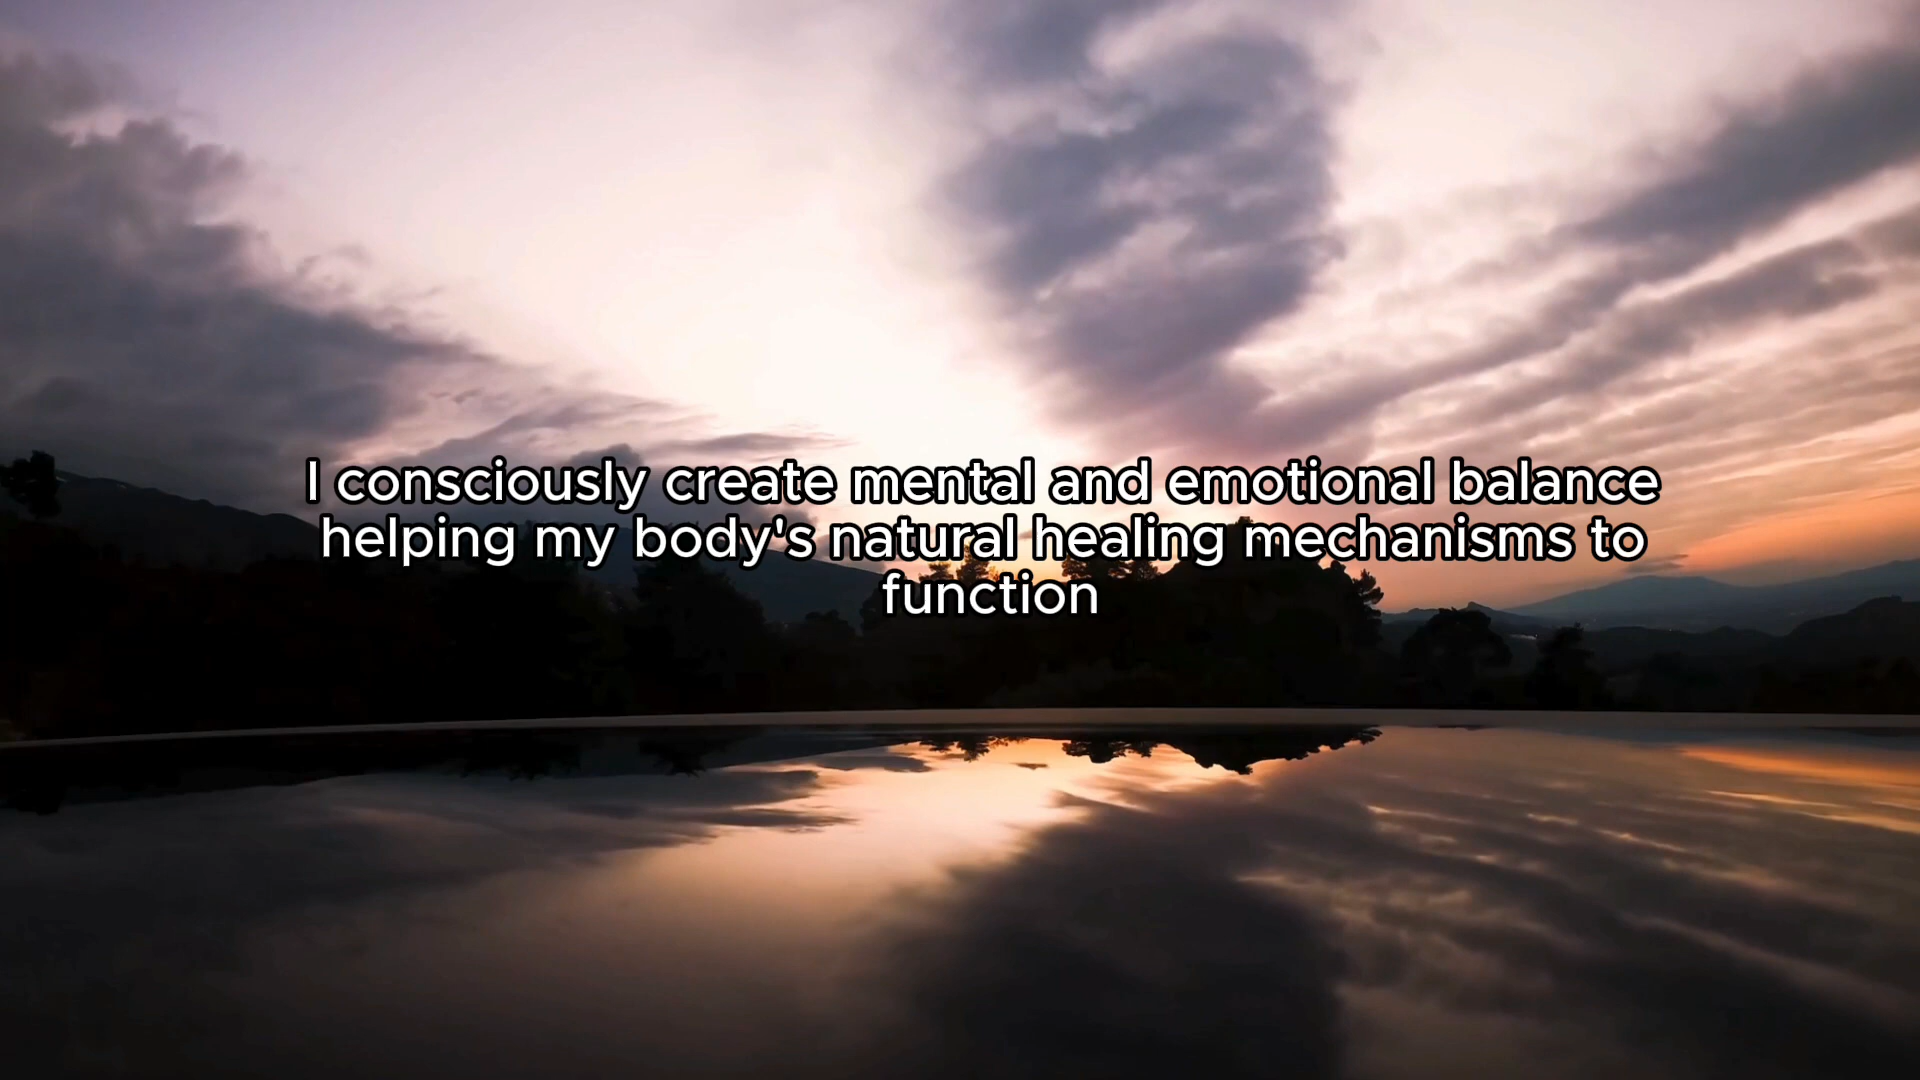 I consciously create mental and emotional balance
helping my body's natural healing mechanisms to
function